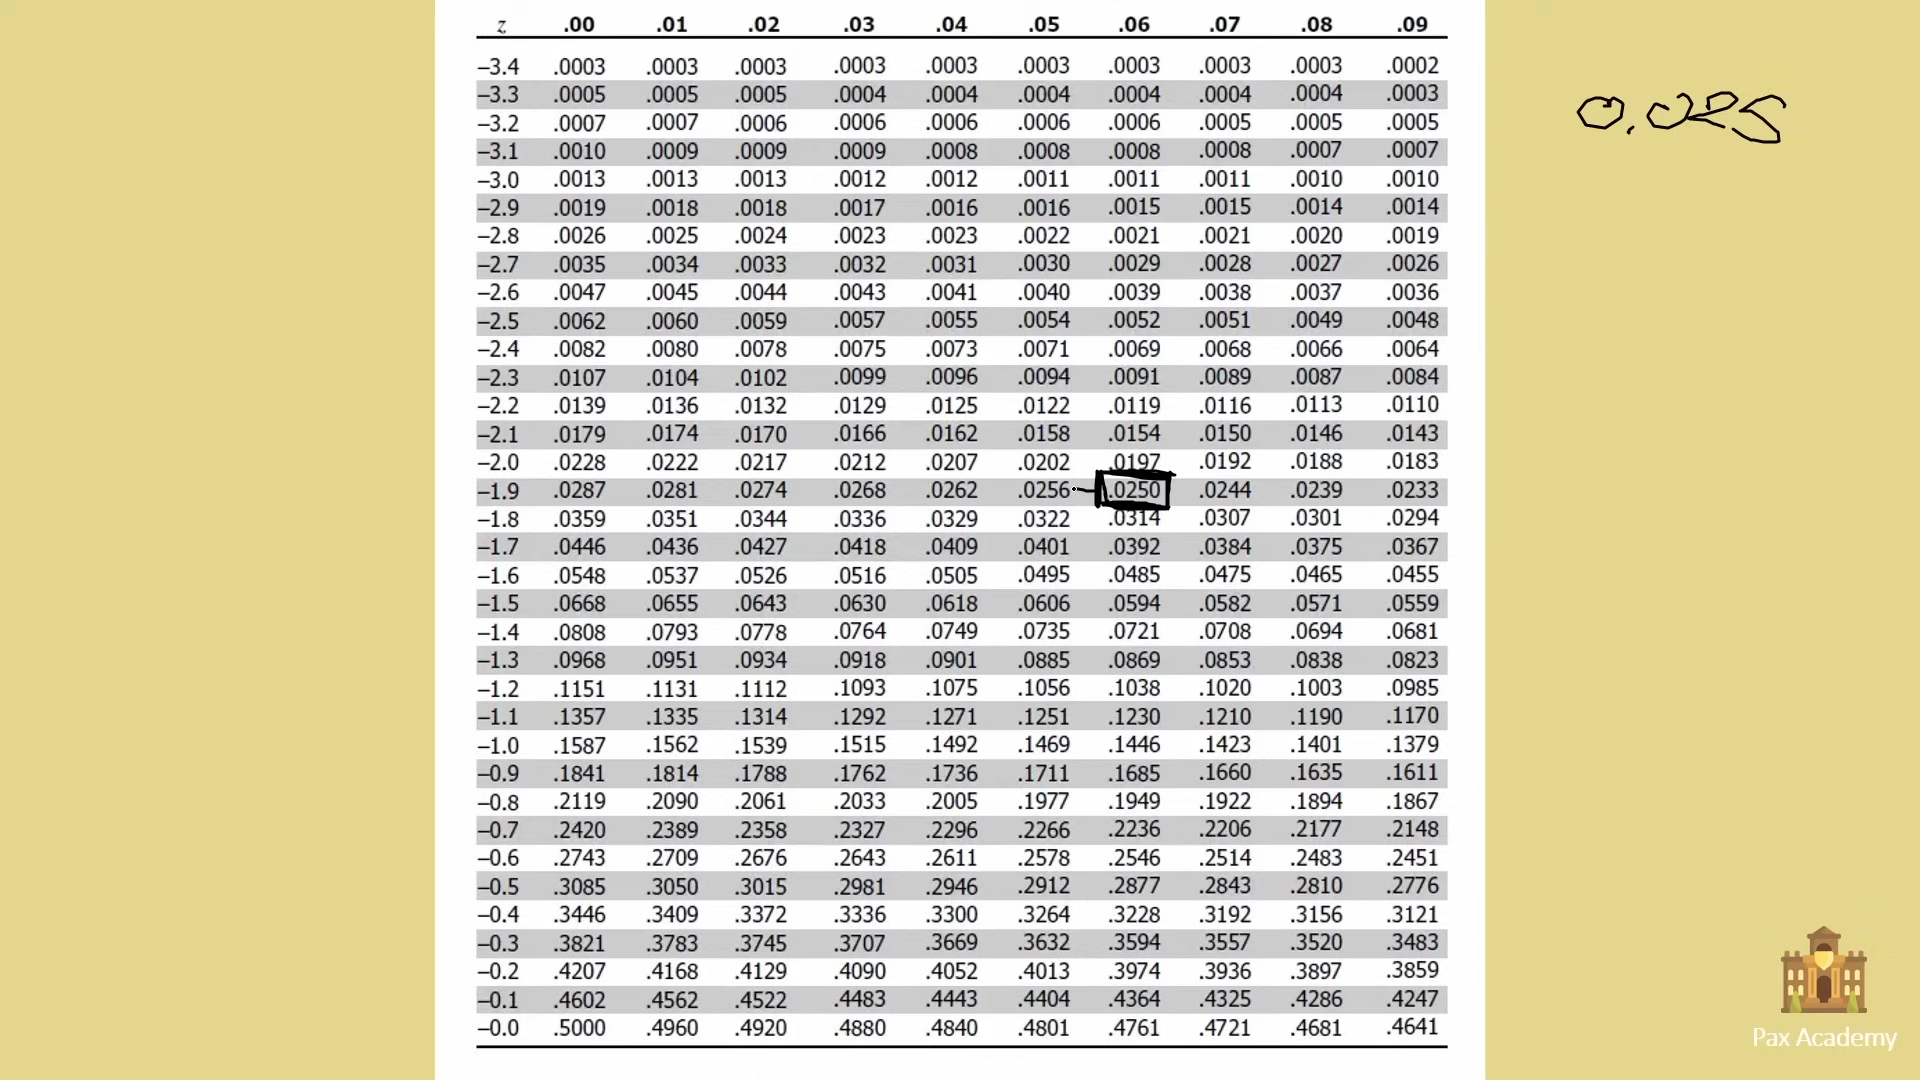 z .00 .01 .02 .03 .04 .05 .06 .07 .08 .09
–3.4 .0003 .0003 .0003 .0003 .0003 .0003 .0003 .0003 .0003 .0002
–3.3 .0005 .0005 .0005 .0004 .0004 .0004 .0004 .0004 .0004 .0003
0.025
–3.2 .0007 .0007 .0006 .0006 .0006 .0006 .0006 .0005 .0005 .0005
–3.1 .0010 .0009 .0009 .0009 .0008 .0008 .0008 .0008 .0007 .0007
–3.0 .0013 .0013 .0013 .0012 .0012 .0011 .0011 .0011 .0010 .0010
–2.9 .0019 .0018 .0018 .0017 .0016 .0016 .0015 .0015 .0014 .0014
–2.8 .0026 .0025 .0024 .0023 .0023 .0022 .0021 .0021 .0020 .0019
–2.7 .0035 .0034 .0033 .0032 .0031 .0030 .0029 .0028 .0027 .0026
–2.6 .0047 .0045 .0044 .0043 .0041 .0040 .0039 .0038 .0037 .0036
–2.5 .0062 .0060 .0059 .0057 .0055 .0054 .0052 .0051 .0049 .0048
–2.4 .0082 .0080 .0078 .0075 .0073 .0071 .0069 .0068 .0066 .0064
–2.3 .0107 .0104 .0102 .0099 .0096 .0094 .0091 .0089 .0087 .0084
–2.2 .0139 .0136 .0132 .0129 .0125 .0122 .0119 .0116 .0113 .0110
–2.1 .0179 .0174 .0170 .0166 .0162 .0158 .0154 .0150 .0146 .0143
–2.0 .0228 .0222 .0217 .0212 .0207 .0202 .0197 .0192 .0188 .0183
–1.9 .0287 .0281 .0274 .0268 .0262 .0256 .0250 .0244 .0239 .0233
–1.8 .0359 .0351 .0344 .0336 .0329 .0322 .0314 .0307 .0301 .0294
–1.7 .0446 .0436 .0427 .0418 .0409 .0401 .0392 .0384 .0375 .0367
–1.6 .0548 .0537 .0526 .0516 .0505 .0495 .0485 .0475 .0465 .0455
–1.5 .0668 .0655 .0643 .0630 .0618 .0606 .0594 .0582 .0571 .0559
–1.4 .0808 .0793 .0778 .0764 .0749 .0735 .0721 .0708 .0694 .0681
–1.3 .0968 .0951 .0934 .0918 .0901 .0885 .0869 .0853 .0838 .0823
–1.2 .1151 .1131 .1112 .1093 .1075 .1056 .1038 .1020 .1003 .0985
–1.1 .1357 .1335 .1314 .1292 .1271 .1251 .1230 .1210 .1190 .1170
–1.0 .1587 .1562 .1539 .1515 .1492 .1469 .1446 .1423 .1401 .1379
–0.9 .1841 .1814 .1788 .1762 .1736 .1711 .1685 .1660 .1635 .1611
–0.8 .2119 .2090 .2061 .2033 .2005 .1977 .1949 .1922 .1894 .1867
–0.7 .2420 .2389 .2358 .2327 .2296 .2266 .2236 .2206 .2177 .2148
–0.6 .2743 .2709 .2676 .2643 .2611 .2578 .2546 .2514 .2483 .2451
–0.5 .3085 .3050 .3015 .2981 .2946 .2912 .2877 .2843 .2810 .2776
–0.4 .3446 .3409 .3372 .3336 .3300 .3264 .3228 .3192 .3156 .3121
–0.3 .3821 .3783 .3745 .3707 .3669 .3632 .3594 .3557 .3520 .3483
–0.2 .4207 .4168 .4129 .4090 .4052 .4013 .3974 .3936 .3897 .3859
–0.1 .4602 .4562 .4522 .4483 .4443 .4404 .4364 .4325 .4286 .4247
–0.0 .5000 .4960 .4920 .4880 .4840 .4801 .4761 .4721 .4681 .4641
Pax Academy